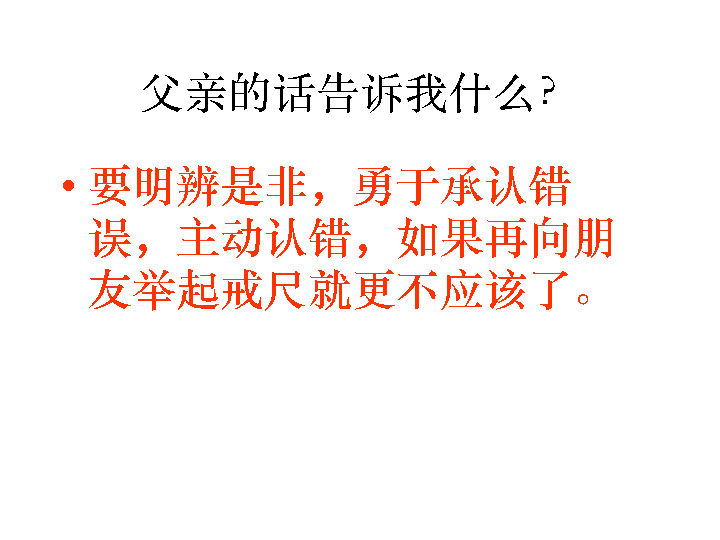 父亲的话告诉我什么?
•要明辨是非，勇于承认错
误，主动认错，如果再向朋
友举起戒尺就更不应该了。